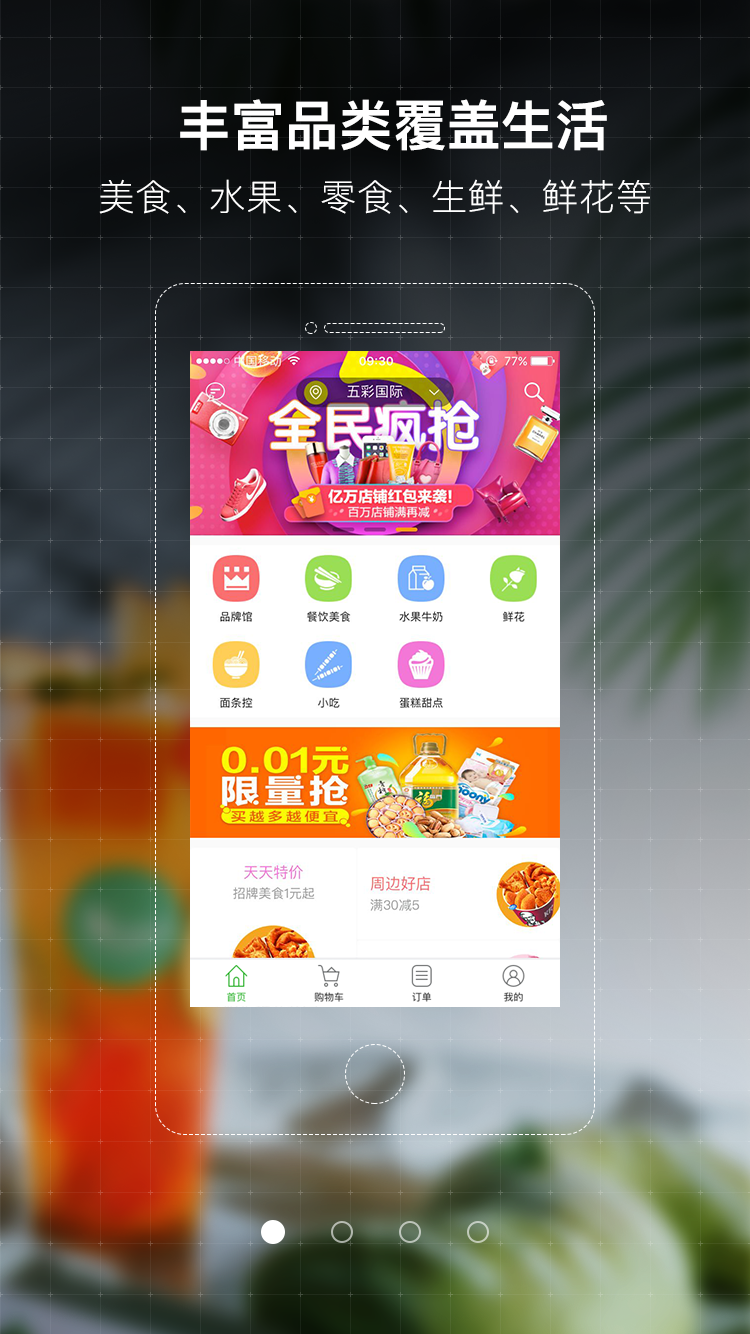 丰富品类覆盖生活
美食、水果、零食、生鲜、鲜花等
中国移动 09:30 77%
五彩国际
全民疯抢
亿万店铺红包来袭!
百万店铺满再减
品牌馆 餐饮美食 水果牛奶 鲜花
面条控 小吃 蛋糕甜点
0.01元
限量抢
买越多越便宜
天天特价
招牌美食1元起
周边好店
满30减5
首页 购物车 订单 我的